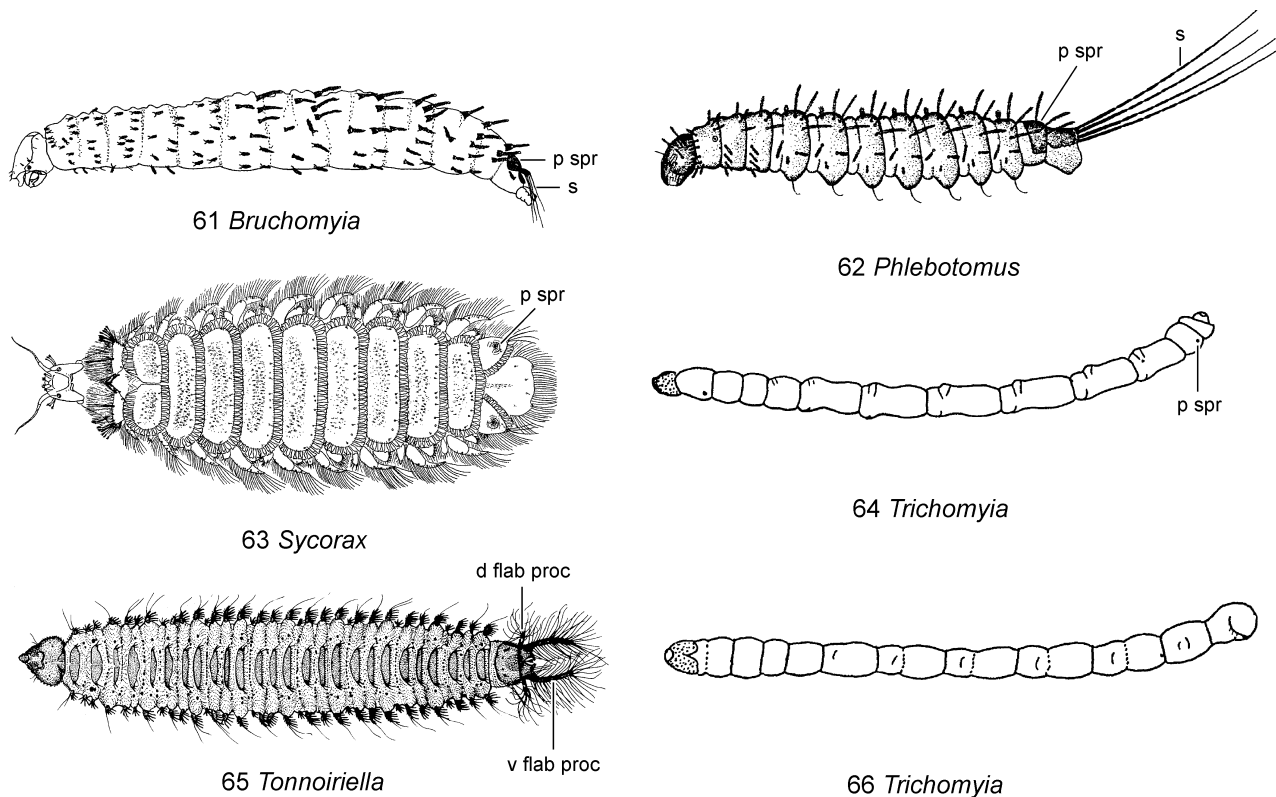 p spr
s
61 Bruchomyia
s
p spr
62 Phlebotomus
p spr
63 Sycorax
p spr
64 Trichomyia
d flab proc
v flab proc
65 Tonnoiriella
66 Trichomyia